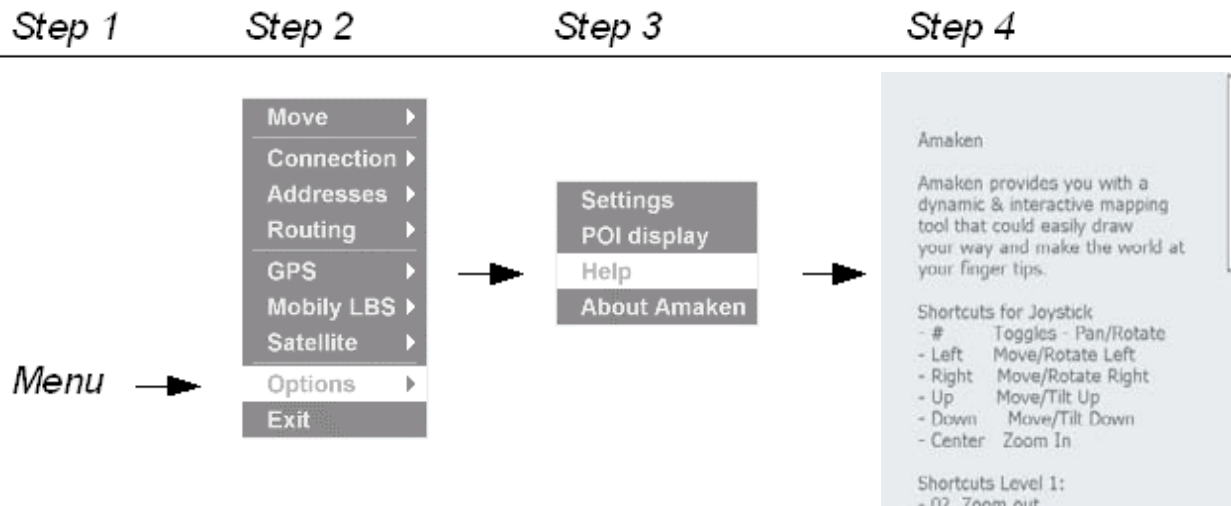 Step 1 Step 2 Step 3 Step 4
Menu
Move
Connection
Addresses
Routing
GPS
Mobily LBS
Satellite
Options
Exit
Settings
POI display
Help
About Amaken
Amaken
Amaken provides you with a
dynamic & interactive mapping
tool that could easily draw
your way and make the world at
your finger tips.
Shortcuts for Joystick
- # Toggles - Pan/Rotate
- Left Move/Rotate Left
- Right Move/Rotate Right
- Up Move/Tilt Up
- Down Move/Tilt Down
- Center Zoom In
Shortcuts Level 1:
- 02 Zoom out